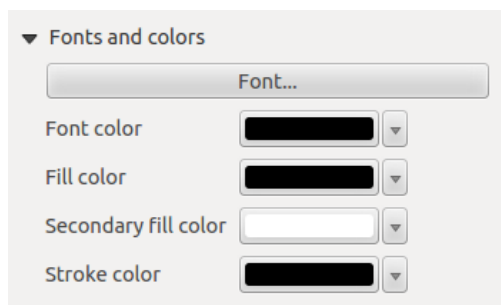 Fonts and colors
Font...
Font color
Fill color
Secondary fill color
Stroke color